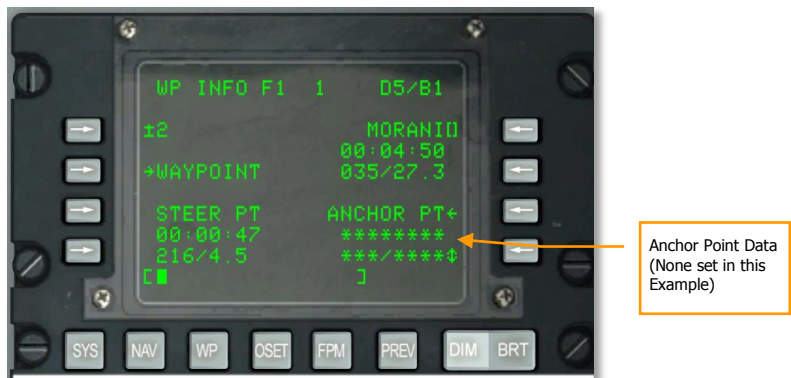 WP INFO F1 1 D5/B1
±2 MORANI[]
00:04:50
→WAYPOINT 035/27.3
STEER PT ANCHOR PT←
00:00:47 ********
216/4.5 ***/****↕
[█ ]
Anchor Point Data
(None set in this
Example)
SYS NAV WP OSET FPM PREV DIM BRT